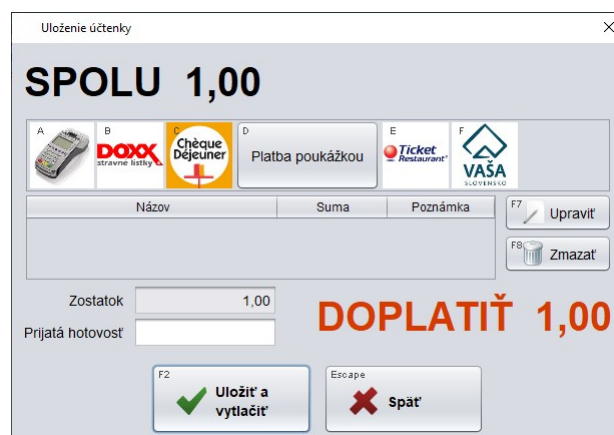 Uloženie účtenky
SPOLU 1,00
A
B
DOXX
stravne lístky
C
Chèque
Déjeuner
D
Platba poukážkou
E
Ticket
Restaurant
F
VAŠA
SLOVENSKO
Názov Suma Poznámka
F7
Upraviť
F8
Zmazať
Zostatok 1,00
Prijatá hotovosť
DOPLATIŤ 1,00
F2
Uložiť a
vytlačiť
Escape
Späť